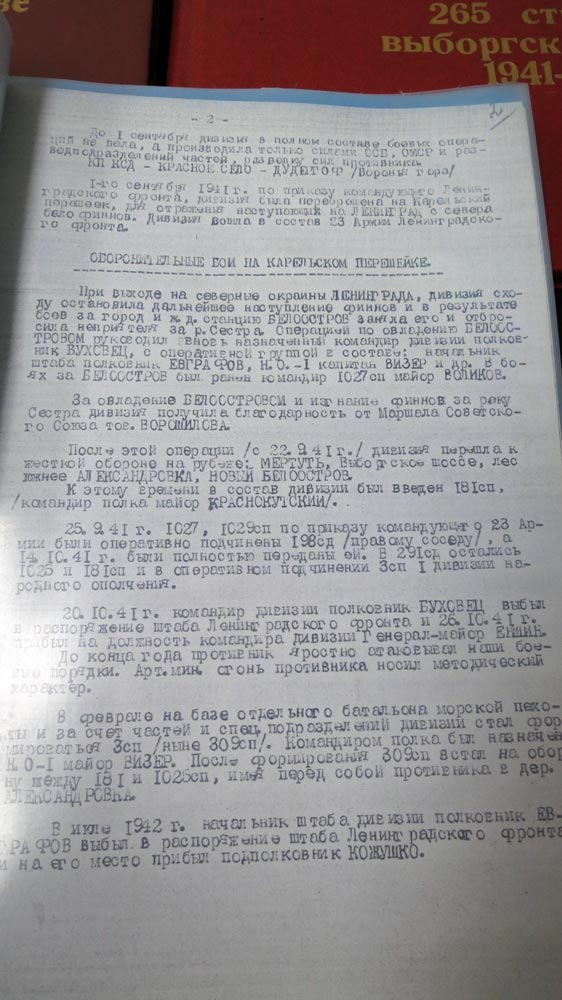 ве
265 ст
выборгск
1941-
- 2 -
2
До 1 сентября дивизия в полном составе боевых опера-
ций не вела, а производила только силами ССБ, ОМСР и раз-
ведподразделений частей, разведку сил противника.
КП КСД - КРАСНОЕ СЕЛО - ДУДЕГОФ /Воронья гора/
1-го сентября 1941 г. по приказу командующего Ленин-
градского фронта, дивизия была переброшена на Карельский
перешеек, для отражения наступающих на ЛЕНИНГРАД с севера
бело финнов. Дивизия вошла в состав 23 Армии Ленинградско-
го фронта.
ОБОРОНИТЕЛЬНЫЕ БОИ НА КАРЕЛЬСКОМ ПЕРЕШЕЙКЕ.
При выходе на северные окраины ЛЕНИНГРАДА, дивизия схо-
ду остановила дальнейшее наступление финнов и в результате
боев за город и ж.д. станцию БЕЛООСТРОВ заняла его и отбро-
сила неприятеля за р.Сестра. Операцией по овладению БЕЛООС-
ТРОВОМ руководил вновь назначенный командир дивизии полков-
ник БУХОВЕЦ, с оперативной группой в составе: начальник
штаба полковник ЕВГРАФОВ, Н.О.-1 капитан ВИЗЕР и др. В бо-
ях за БЕЛООСТРОВ был ранен командир 1027сп майор ВОЛИКОВ.
За овладение БЕЛООСТРОВОМ и изгнание финнов за реку
Сестра дивизия получила благодарность от Маршала Советско-
го Союза тов. ВОРОШИЛОВА.
После этой операции /с 22.9.41 г./ дивизия перешла к
жесткой обороне на рубеже: МЕРТУТЬ, Выборгское шоссе, лес
южнее АЛЕКСАНДРОВКА, НОВЫЙ БЕЛООСТРОВ.
К этому времени в состав дивизии был введен 181сп,
/командир полка майор КРАСНОКУТСКИЙ/.
25.9.41 г. 1027, 1029сп по приказу командующего 23 Ар-
мии были оперативно подчинены 198сд /правому соседу/, а
14.10.41 г. были полностью переданы ей. В 291сд остались
1025 и 181сп и в оперативном подчинении 3сп 1 дивизии на-
родного ополчения.
20.10.41 г. командир дивизии полковник БУХОВЕЦ выбыл
в распоряжение штаба Ленинградского фронта и 26.10.41 г.
прибыл на должность командира дивизии Генерал-майор ЕНШИН.
До конца года противник яростно атаковывал наши бое-
вые порядки. Арт.мин. огонь противника носил методический
характер.
В феврале на базе отдельного батальона морской пехо-
ты и за счет частей и спец.подразделений дивизии стал фор
мироваться 3сп /ныне 309сп/. Командиром полка был назначен
Н.О-1 майор ВИЗЕР. После формирования 309сп встал на обор
ну между 181 и 1025сп, имея перед собой противника в дер.
АЛЕКСАНДРОВКА.
В июле 1942 г. начальник штаба дивизии полковник ЕВ-
ГРАФОВ выбыл в распоряжение штаба Ленинградского фронта
и на его место прибыл подполковник КОЖУШКО.